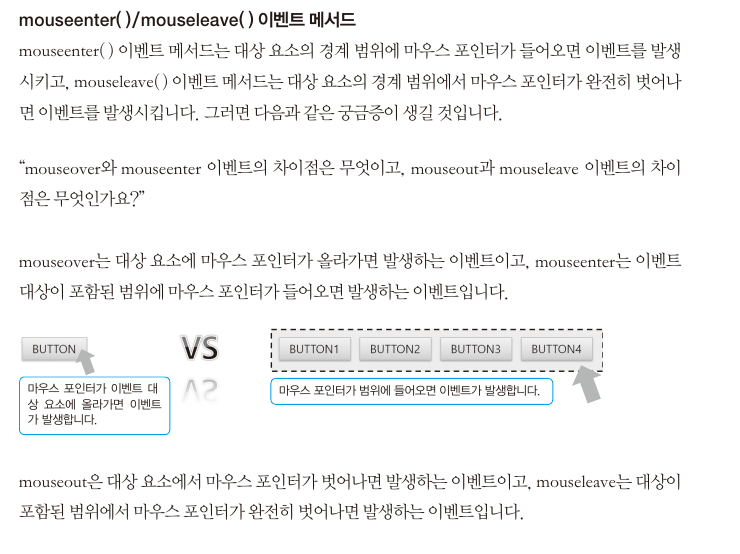 mouseenter( )/mouseleave( ) 이벤트 메서드
mouseenter( ) 이벤트 메서드는 대상 요소의 경계 범위에 마우스 포인터가 들어오면 이벤트를 발생
시키고, mouseleave( ) 이벤트 메서드는 대상 요소의 경계 범위에서 마우스 포인터가 완전히 벗어나
면 이벤트를 발생시킵니다. 그러면 다음과 같은 궁금증이 생길 것입니다.
“mouseover와 mouseenter 이벤트의 차이점은 무엇이고, mouseout과 mouseleave 이벤트의 차이
점은 무엇인가요?”
mouseover는 대상 요소에 마우스 포인터가 올라가면 발생하는 이벤트이고, mouseenter는 이벤트
대상이 포함된 범위에 마우스 포인터가 들어오면 발생하는 이벤트입니다.
BUTTON
마우스 포인터가 이벤트 대
상 요소에 올라가면 이벤트
가 발생합니다.
VS
BUTTON1 BUTTON2 BUTTON3 BUTTON4
마우스 포인터가 범위에 들어오면 이벤트가 발생합니다.
mouseout은 대상 요소에서 마우스 포인터가 벗어나면 발생하는 이벤트이고, mouseleave는 대상이
포함된 범위에서 마우스 포인터가 완전히 벗어나면 발생하는 이벤트입니다.